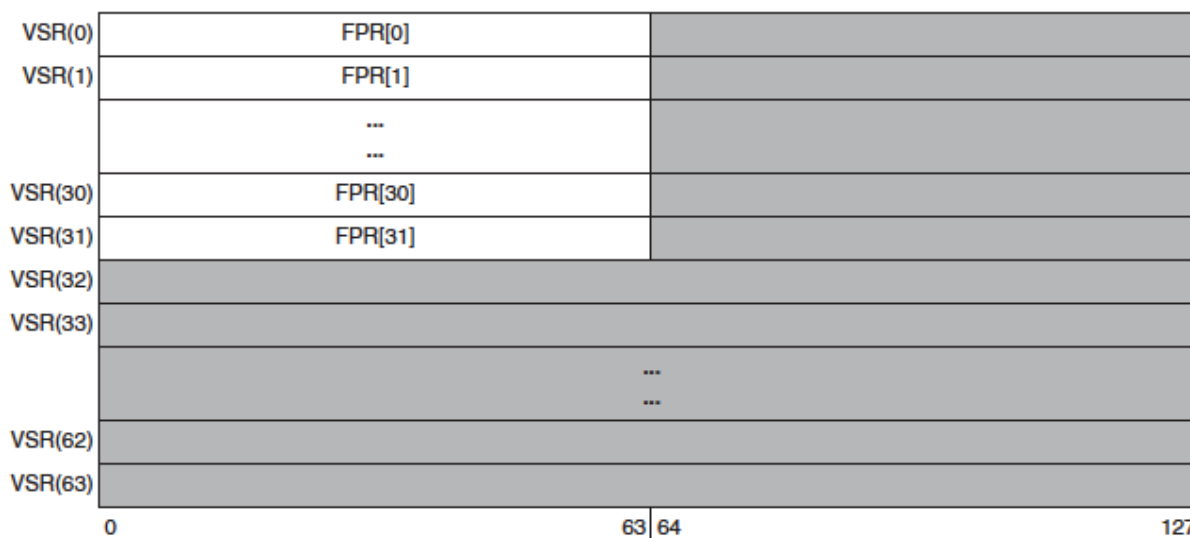 VSR(0) FPR[0]
VSR(1) FPR[1]
...
...
VSR(30) FPR[30]
VSR(31) FPR[31]
VSR(32)
VSR(33)
...
...
VSR(62)
VSR(63)
0 63 64 127